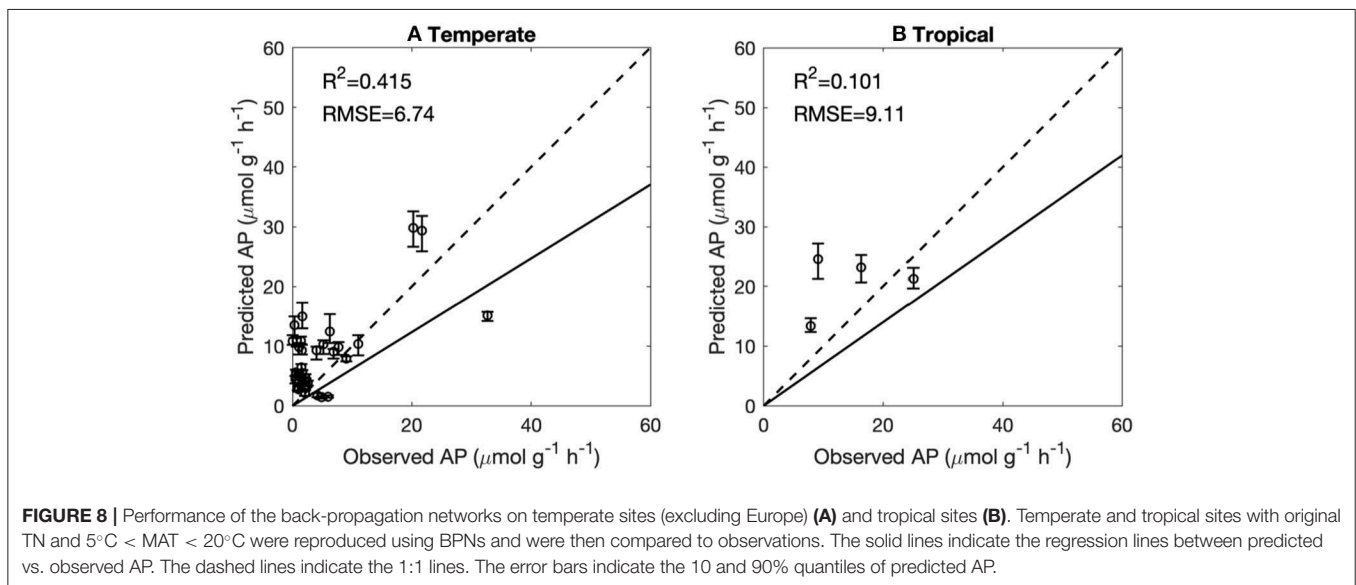 A Temperate
R²=0.415
RMSE=6.74
60
50
40
30
20
10
0
Predicted AP (μmol g⁻¹ h⁻¹)
0 20 40 60
Observed AP (μmol g⁻¹ h⁻¹)
B Tropical
R²=0.101
RMSE=9.11
60
50
40
30
20
10
0
Predicted AP (μmol g⁻¹ h⁻¹)
0 20 40 60
Observed AP (μmol g⁻¹ h⁻¹)
FIGURE 8 | Performance of the back-propagation networks on temperate sites (excluding Europe) (A) and tropical sites (B). Temperate and tropical sites with original
TN and 5°C < MAT < 20°C were reproduced using BPNs and were then compared to observations. The solid lines indicate the regression lines between predicted
vs. observed AP. The dashed lines indicate the 1:1 lines. The error bars indicate the 10 and 90% quantiles of predicted AP.